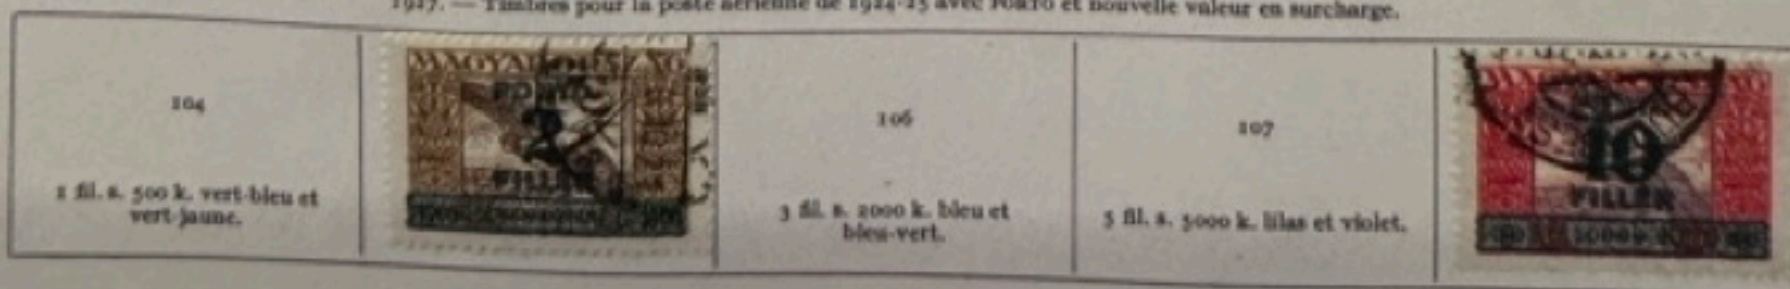 1927. — Timbres pour la poste aérienne de 1924-25 avec PORTO et nouvelle valeur en surcharge.
104
1 fil. s. 500 k. vert-bleu et
vert-jaune.
PORTO
2
FILLÉR
106
3 fil. s. 2000 k. bleu et
bleu-vert.
107
5 fil. s. 5000 k. lilas et violet.
10
FILLÉR
10000 K